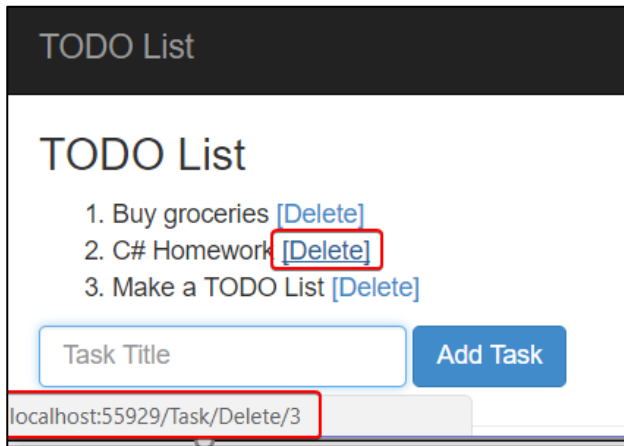 TODO List
TODO List
1. Buy groceries [Delete]
2. C# Homework [Delete]
3. Make a TODO List [Delete]
Task Title Add Task
localhost:55929/Task/Delete/3